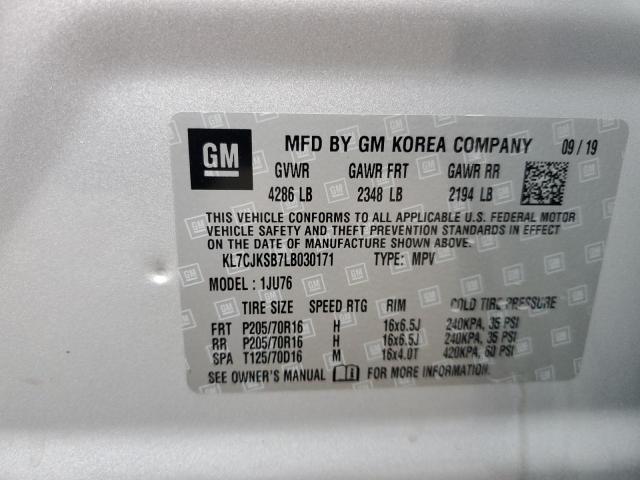 GM MFD BY GM KOREA COMPANY 09 / 19
GVWR GAWR FRT GAWR RR
4286 LB 2348 LB 2194 LB
THIS VEHICLE CONFORMS TO ALL APPLICABLE U.S. FEDERAL MOTOR
VEHICLE SAFETY AND THEFT PREVENTION STANDARDS IN EFFECT
ON THE DATE OF MANUFACTURE SHOWN ABOVE.
KL7CJKSB7LB030171 TYPE: MPV
MODEL : 1JU76
TIRE SIZE SPEED RTG RIM COLD TIRE PRESSURE
FRT P205/70R16 H 16x6.5J 240KPA, 35 PSI
RR P205/70R16 H 16x6.5J 240KPA, 35 PSI
SPA T125/70D16 M 16x4.0T 420KPA, 60 PSI
SEE OWNER'S MANUAL FOR MORE INFORMATION.